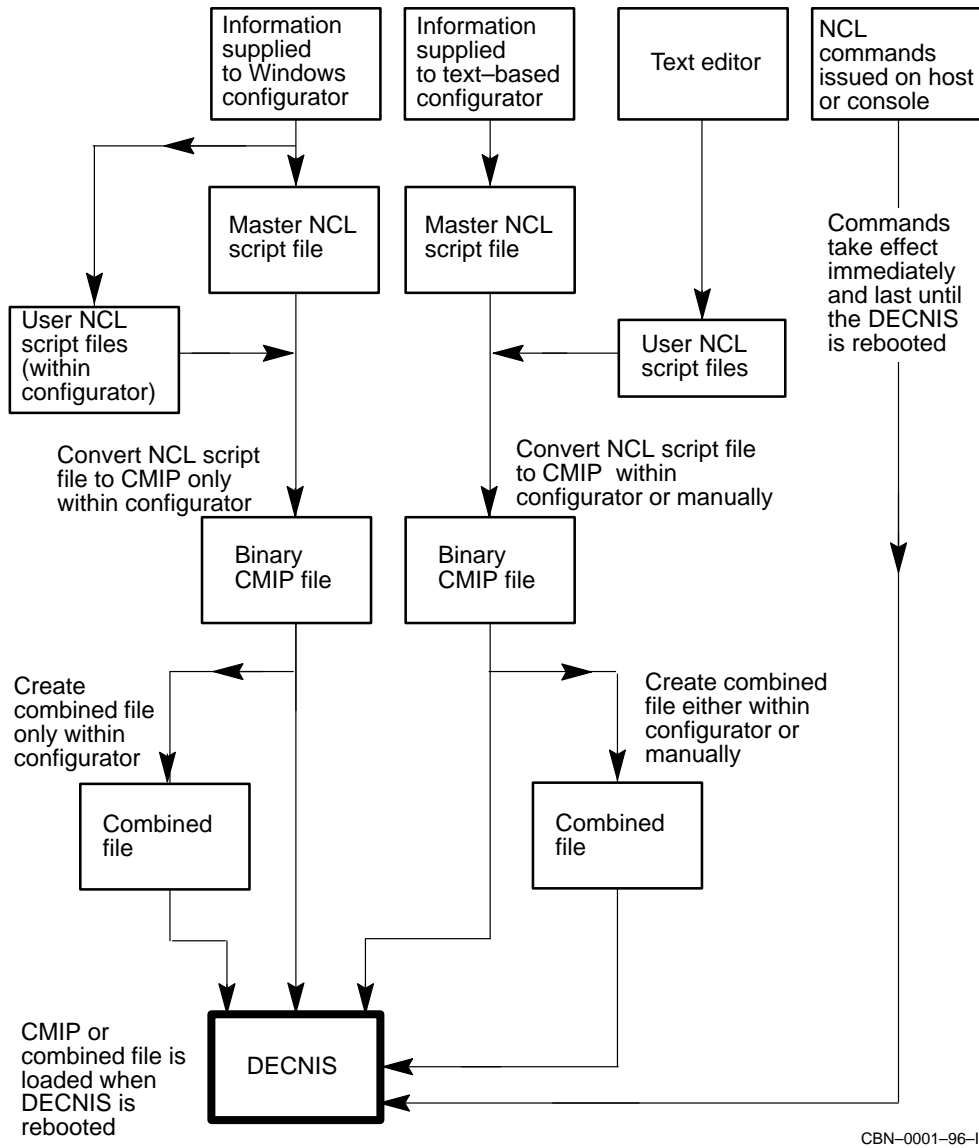 Information
supplied
to Windows
configurator
Information
supplied
to text–based
configurator
Text editor
NCL
commands
issued on host
or console
Master NCL
script file
Master NCL
script file
Commands
take effect
immediately
and last until
the DECNIS
is rebooted
User NCL
script files
(within
configurator)
User NCL
script files
Convert NCL script
file to CMIP only
within configurator
Convert NCL script file
to CMIP within
configurator or manually
Binary
CMIP file
Binary
CMIP file
Create
combined file
only within
configurator
Create combined
file either within
configurator or
manually
Combined
file
Combined
file
CMIP or
combined file is
loaded when
DECNIS is
rebooted
DECNIS
CBN–0001–96–I